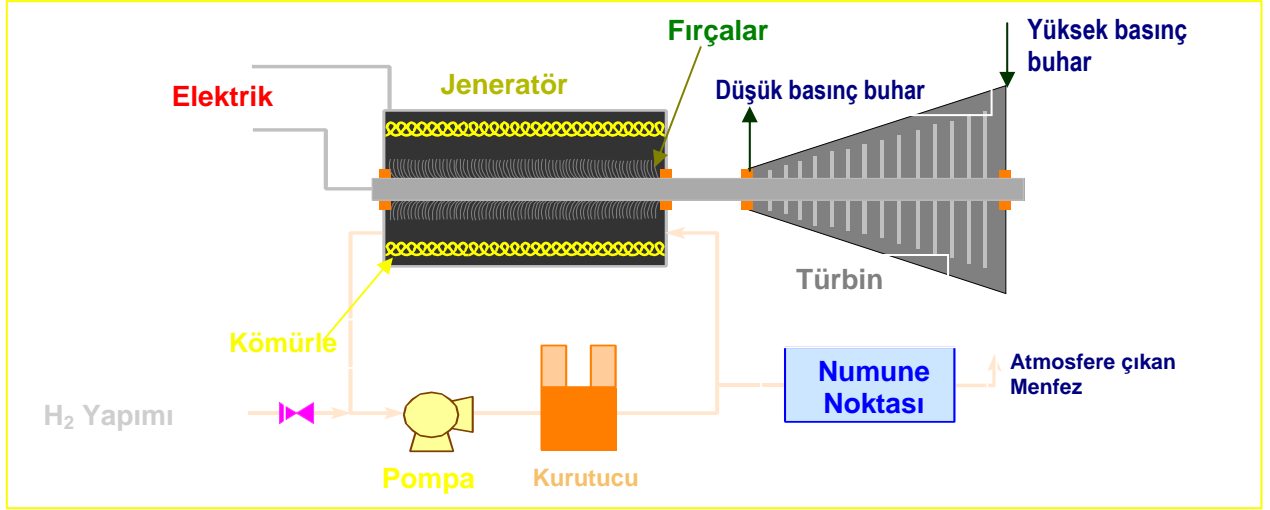 Fırçalar
Yüksek basınç
buhar
Elektrik
Jeneratör
Düşük basınç buhar
Türbin
Kömürle
H₂ Yapımı
Numune
Noktası
Atmosfere çıkan
Menfez
Pompa
Kurutucu